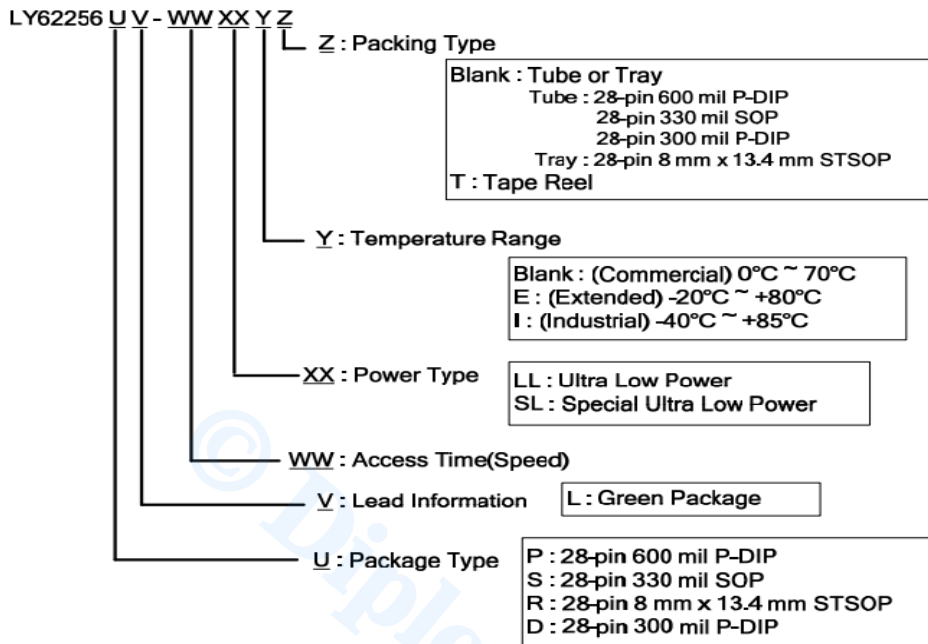 LY62256 U V - WW XX Y Z
Z : Packing Type
Blank : Tube or Tray
Tube : 28-pin 600 mil P-DIP
28-pin 330 mil SOP
28-pin 300 mil P-DIP
Tray : 28-pin 8 mm x 13.4 mm STSOP
T : Tape Reel
Y : Temperature Range
Blank : (Commercial) 0°C ~ 70°C
E : (Extended) -20°C ~ +80°C
I : (Industrial) -40°C ~ +85°C
XX : Power Type
LL : Ultra Low Power
SL : Special Ultra Low Power
WW : Access Time(Speed)
V : Lead Information
L : Green Package
U : Package Type
P : 28-pin 600 mil P-DIP
S : 28-pin 330 mil SOP
R : 28-pin 8 mm x 13.4 mm STSOP
D : 28-pin 300 mil P-DIP